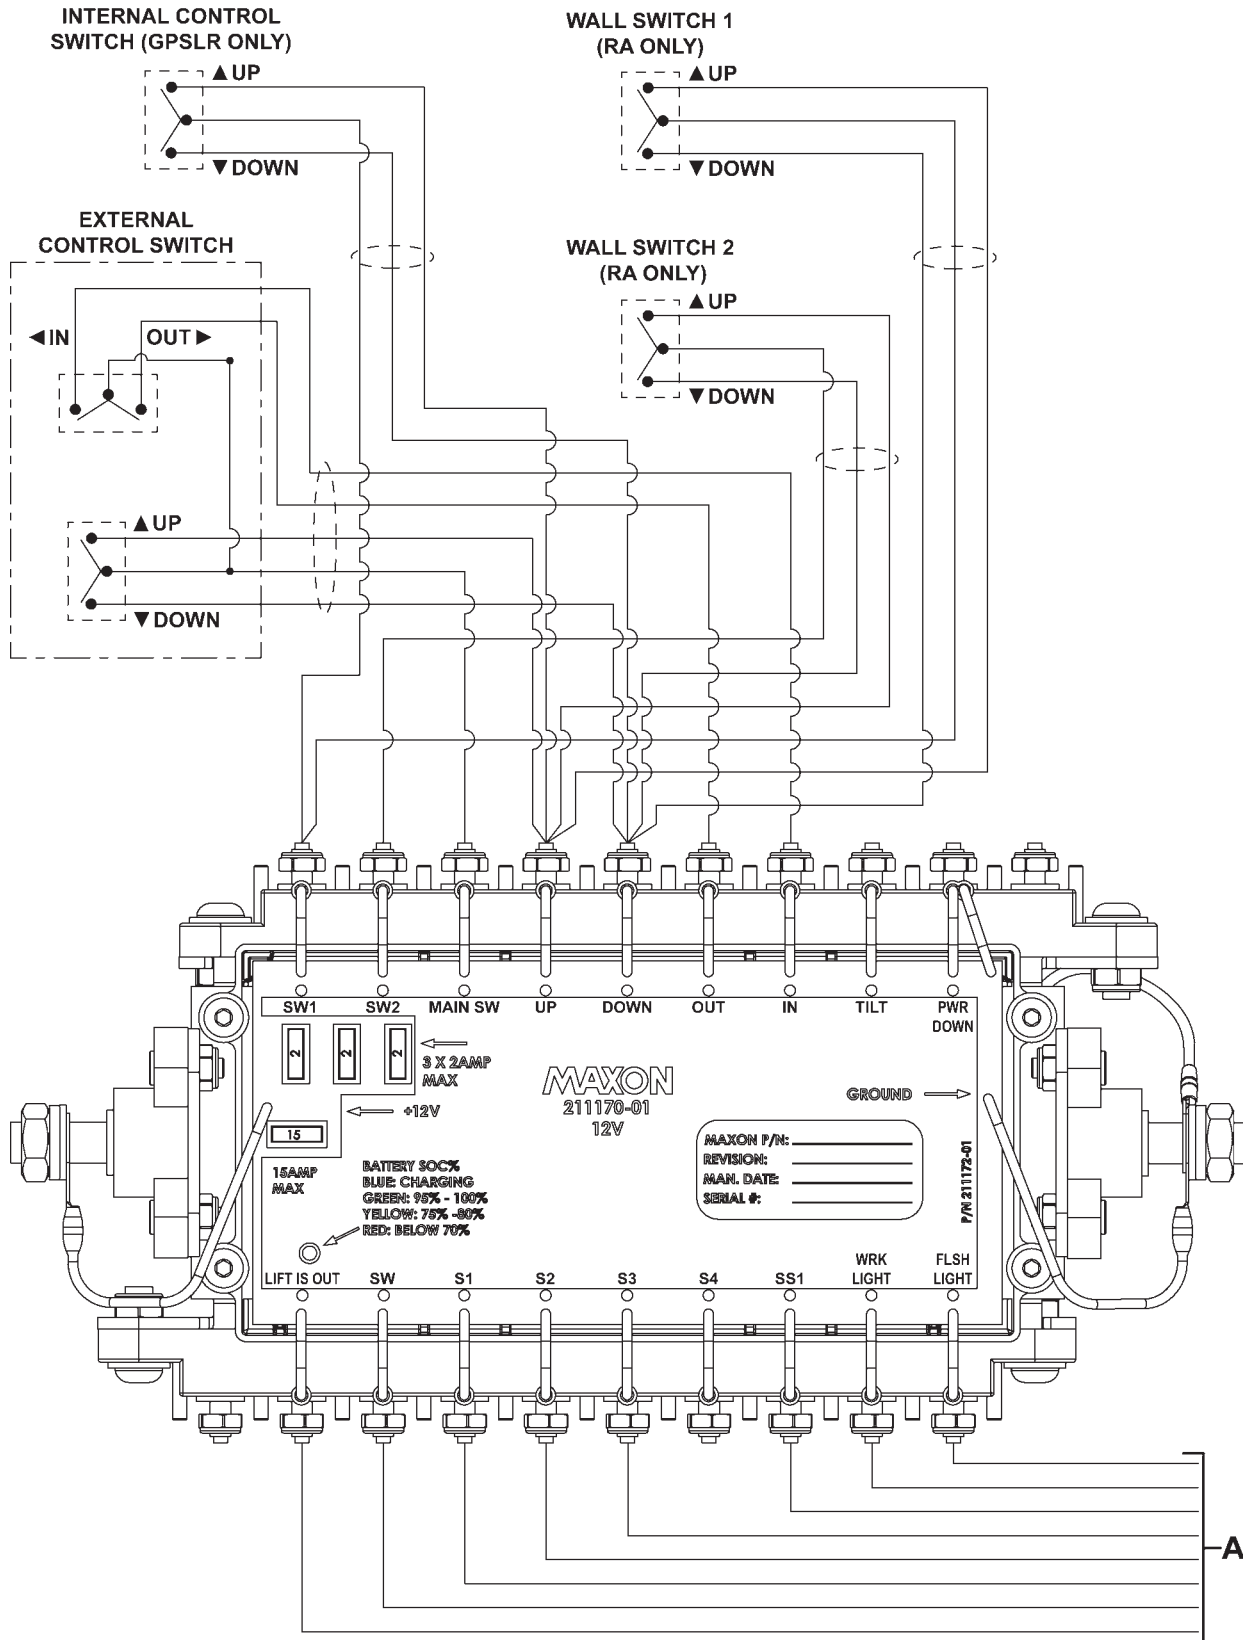 INTERNAL CONTROL
SWITCH (GPSLR ONLY)
▲UP
▼DOWN
WALL SWITCH 1
(RA ONLY)
▲UP
▼DOWN
EXTERNAL
CONTROL SWITCH
◄IN
OUT►
▲UP
▼DOWN
WALL SWITCH 2
(RA ONLY)
▲UP
▼DOWN
SW1
SW2
MAIN SW
UP
DOWN
OUT
IN
TILT
PWR
DOWN
2
2
2
3 X 2AMP
MAX
+12V
15
15AMP
MAX
MAXON
211170-01
12V
GROUND
MAXON P/N:
REVISION:
MAN. DATE:
SERIAL #:
P/N 211172-01
BATTERY SOC%
BLUE: CHARGING
GREEN: 95% - 100%
YELLOW: 75% -80%
RED: BELOW 70%
LIFT IS OUT
SW
S1
S2
S3
S4
SS1
WRK
LIGHT
FLSH
LIGHT
A